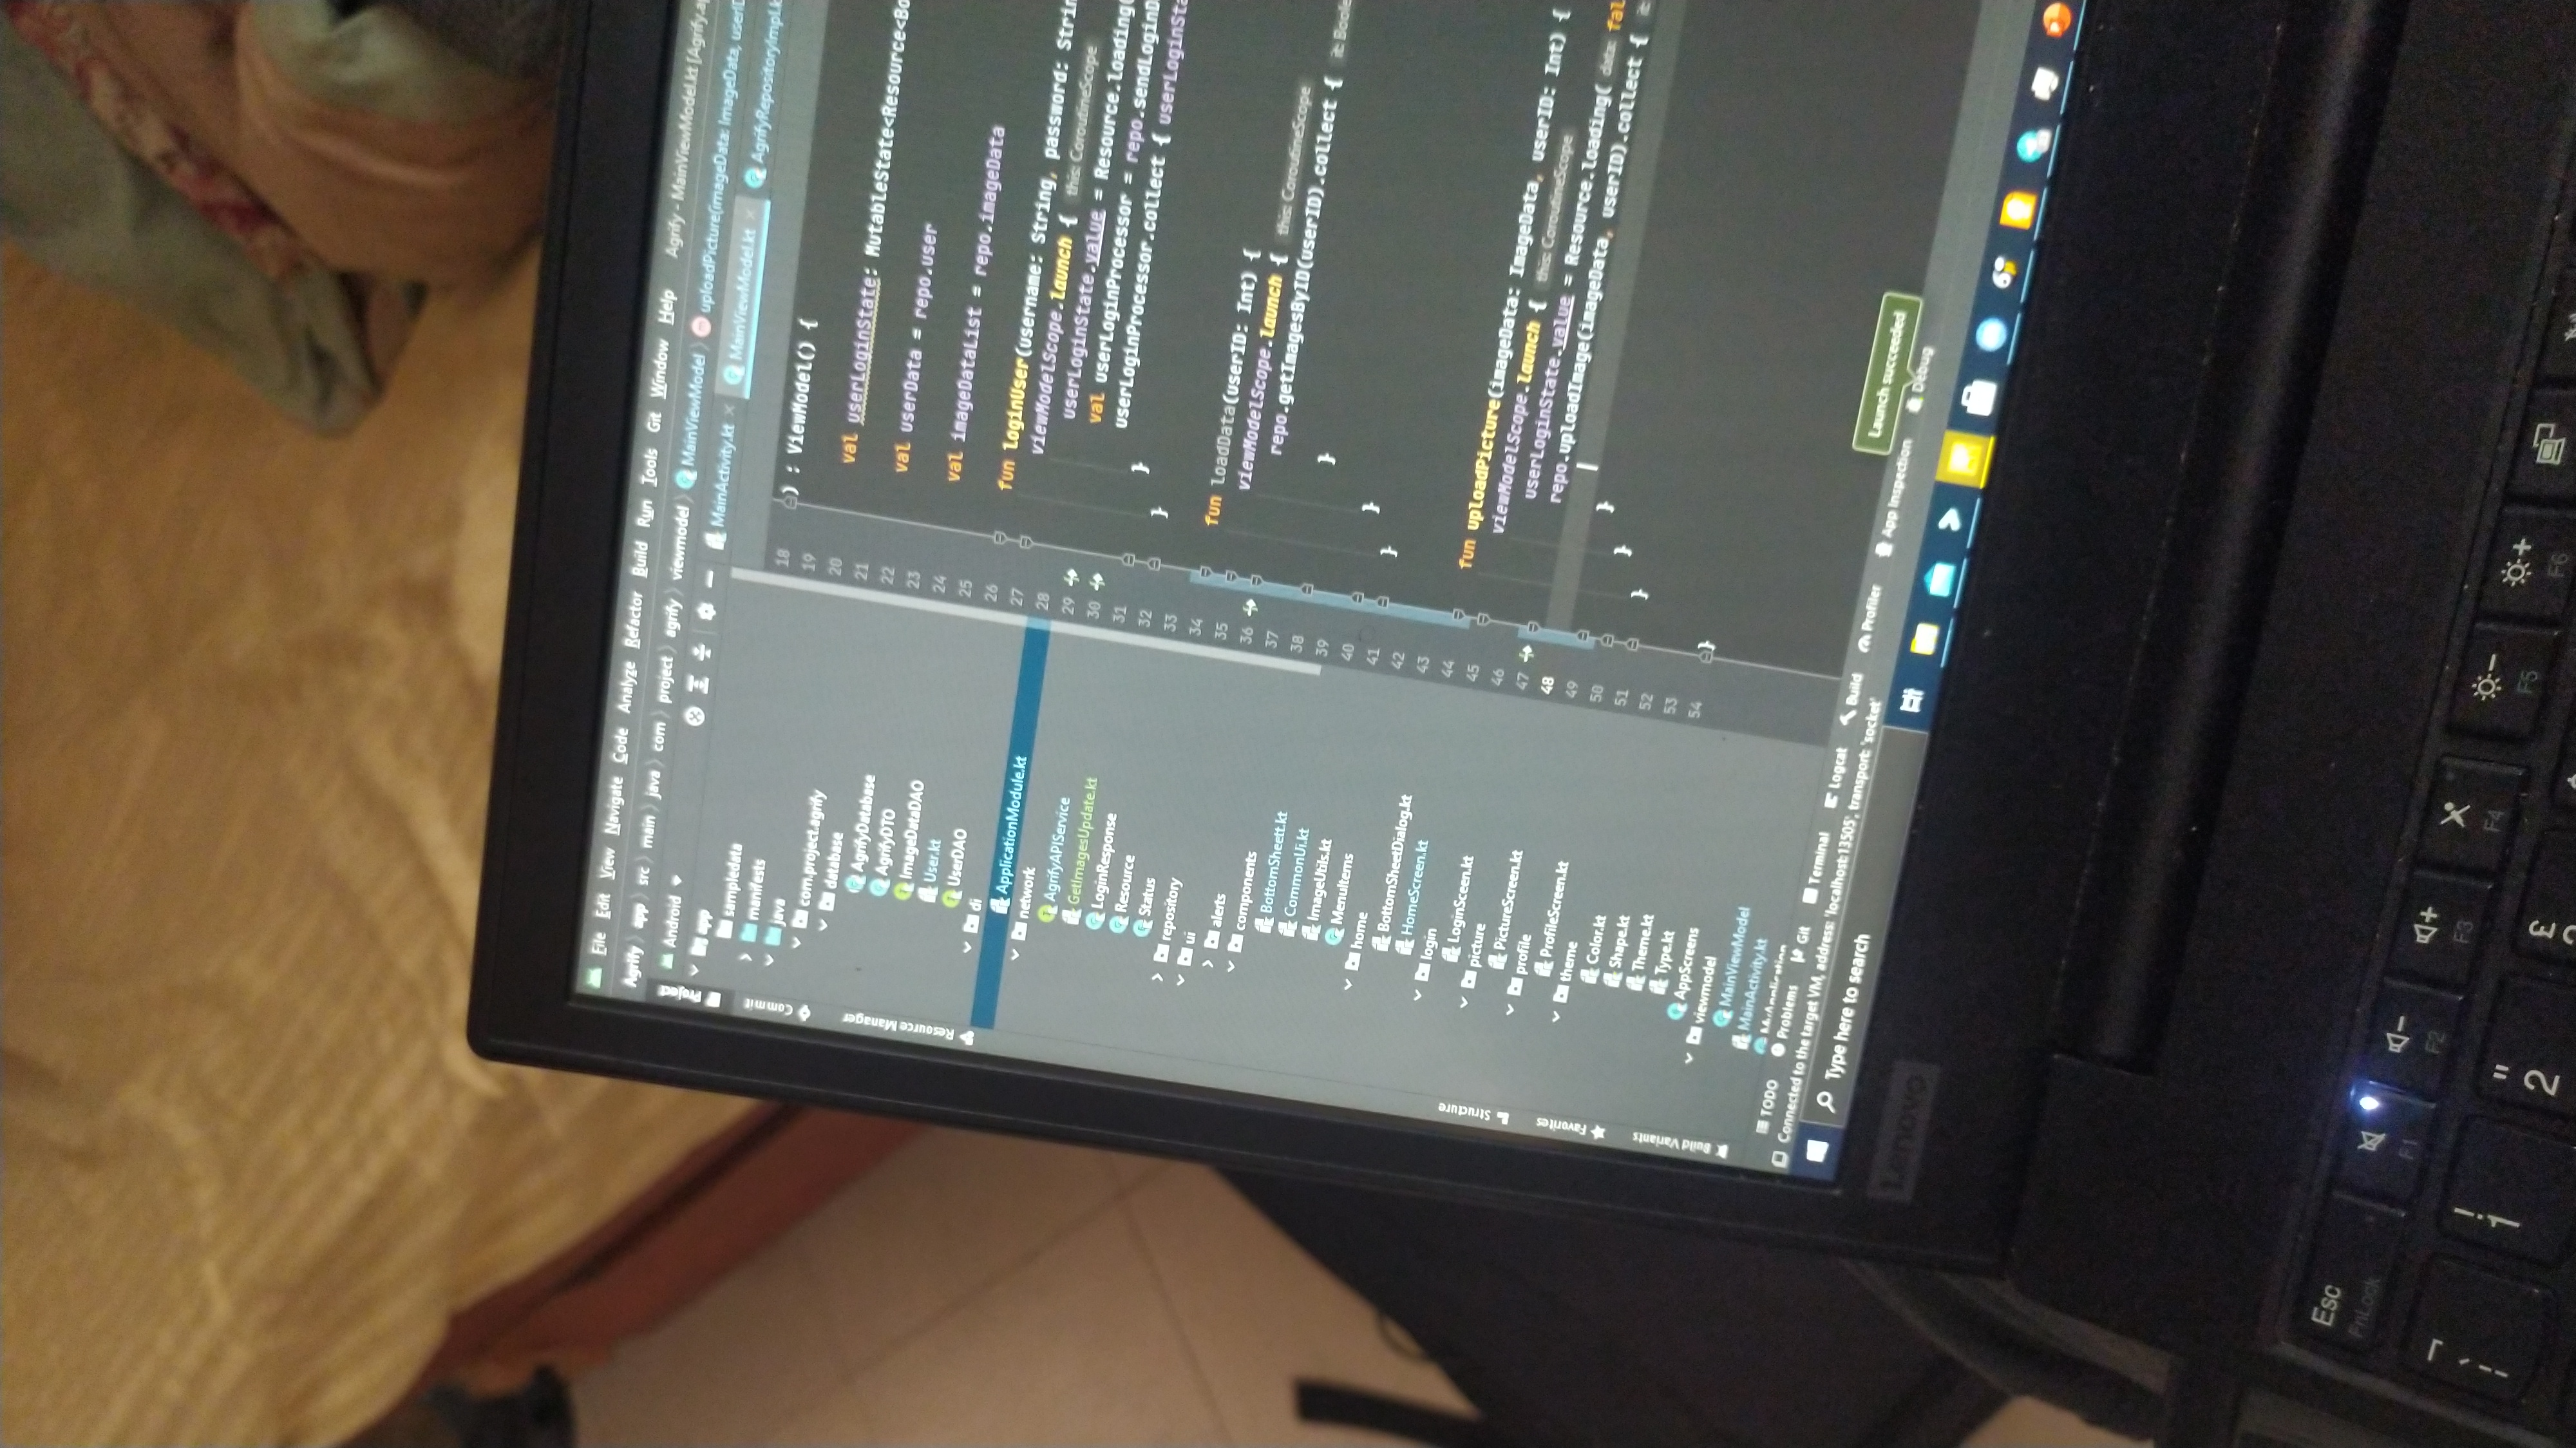 File Edit View Navigate Code Analyze Refactor Build Run Tools Git Window Help Agrify - MainViewModel.kt [Agrify.a
Agrify app src main java com project agrify viewmodel MainViewModel uploadPicture(imageData: ImageData, userID
Android
MainActivity.kt MainViewModel.kt AgrifyRepositoryImpl.k
Project
Commit
Resource Manager
Structure
Favorites
Build Variants
app
sampledata
manifests
java
com.project.agrify
database
AgrifyDatabase
AgrifyDTO
ImageDataDAO
User.kt
UserDAO
di
ApplicationModule.kt
network
AgrifyAPIService
GetImagesUpdate.kt
LoginResponse
Resource
Status
repository
ui
alerts
components
BottomSheett.kt
CommonUi.kt
ImageUtils.kt
MenuItems
home
BottomSheetDialog.kt
HomeScreen.kt
login
LoginSceen.kt
picture
PictureScreen.kt
profile
ProfileScreen.kt
theme
Color.kt
Shape.kt
Theme.kt
Type.kt
AppScreens
viewmodel
MainViewModel
MainActivity.kt
MyApplication
18
19
20
21
22
23
24
25
26
27
28
29
30
31
32
33
34
35
36
37
38
39
40
41
42
43
44
45
46
47
48
49
50
51
52
53
54
) : ViewModel() {
val userLoginState: MutableState<Resource<Bo
val userData = repo.user
val imageDataList = repo.imageData
fun loginUser(username: String, password: Strin
viewModelScope.launch { this: CoroutineScope
userLoginState.value = Resource.loading(
val userLoginProcessor = repo.sendLoginD
userLoginProcessor.collect { userLoginSta
}
}
fun loadData(userID: Int) {
viewModelScope.launch { this: CoroutineScope
repo.getImagesByID(userID).collect { it: Boole
}
}
}
fun uploadPicture(imageData: ImageData, userID: Int) {
viewModelScope.launch { this: CoroutineScope
userLoginState.value = Resource.loading( data: fal
repo.uploadImage(imageData, userID).collect { it:
}
}
}
}
TODO Problems Git Terminal Logcat Build Profiler App Inspection Debug
Launch succeeded
Connected to the target VM, address: 'localhost:13505', transport: 'socket'
Type here to search
Lenovo
Esc
FnLock
F1
F2
F3
F4
F5
F6
¬
` ¦
!
1
"
2
£